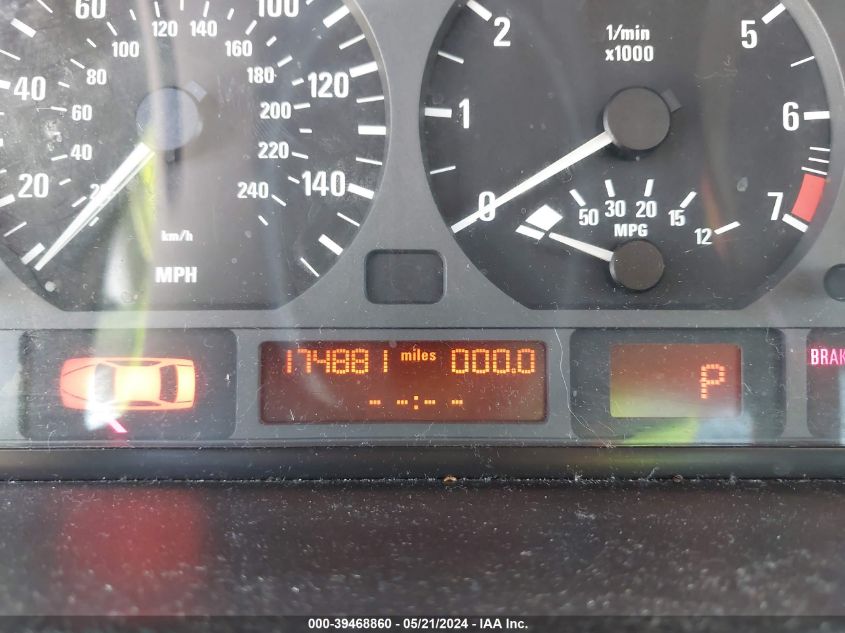 60 100
120 140
100 160
80 180
40 120
60 200
40 220
20 140
20 240
km/h
MPH
2 1/min 5
x1000
1 6
0 7
50 30 20 15 12
MPG
174881 miles 000.0
-- --:-- --
P
BRAK
000-39468860 - 05/21/2024 - IAA Inc.